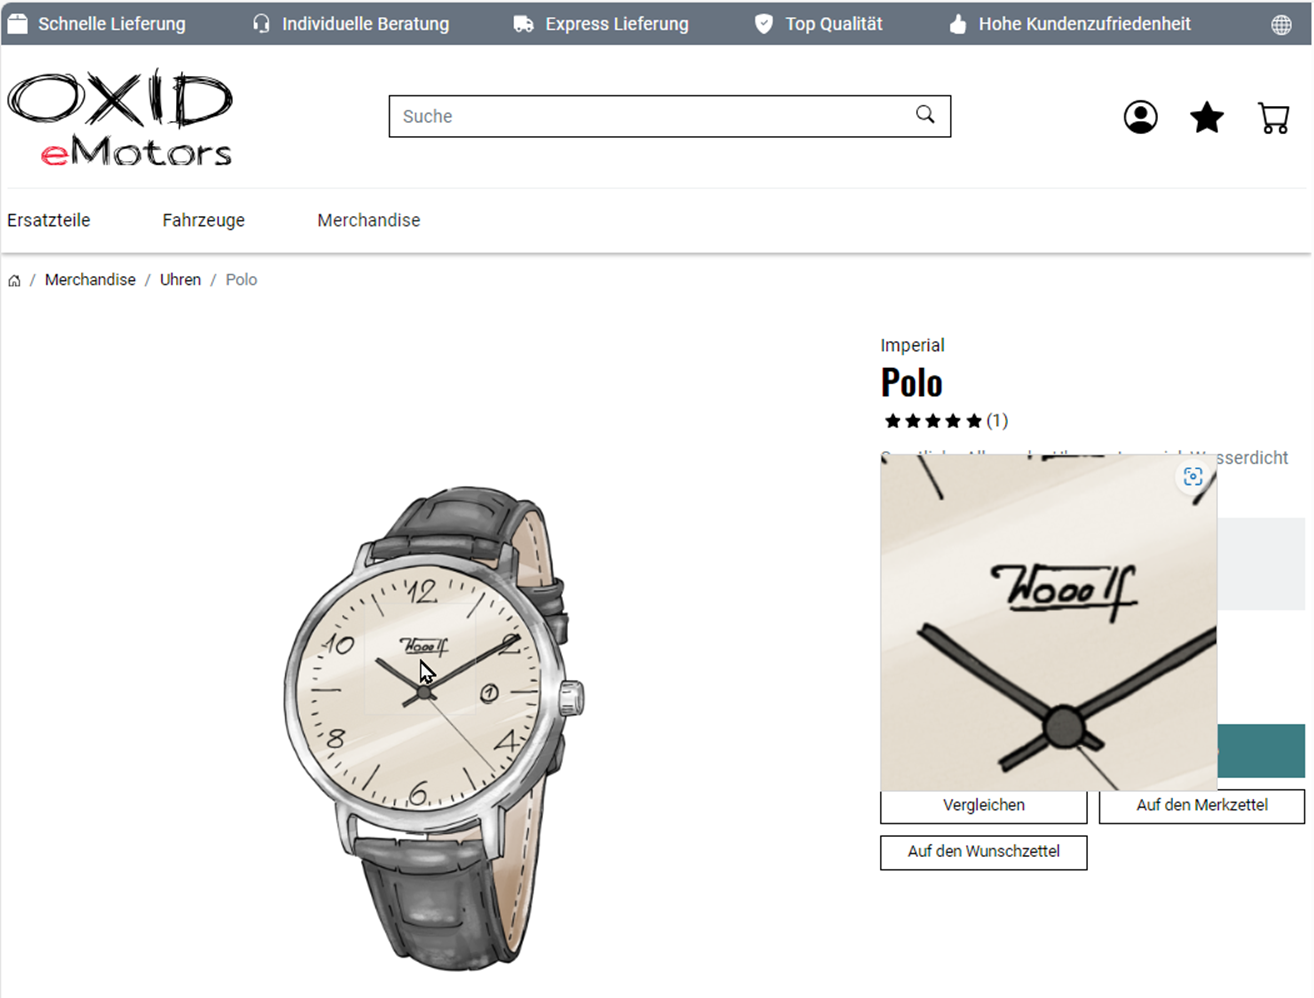 Schnelle Lieferung
Individuelle Beratung
Express Lieferung
Top Qualität
Hohe Kundenzufriedenheit
OXID
eMotors
Suche
Ersatzteile
Fahrzeuge
Merchandise
/ Merchandise / Uhren / Polo
Imperial
Polo
(1)
12
10
Wooolf
2
1
8
4
6
Wooolf
Vergleichen
Auf den Merkzettel
Auf den Wunschzettel